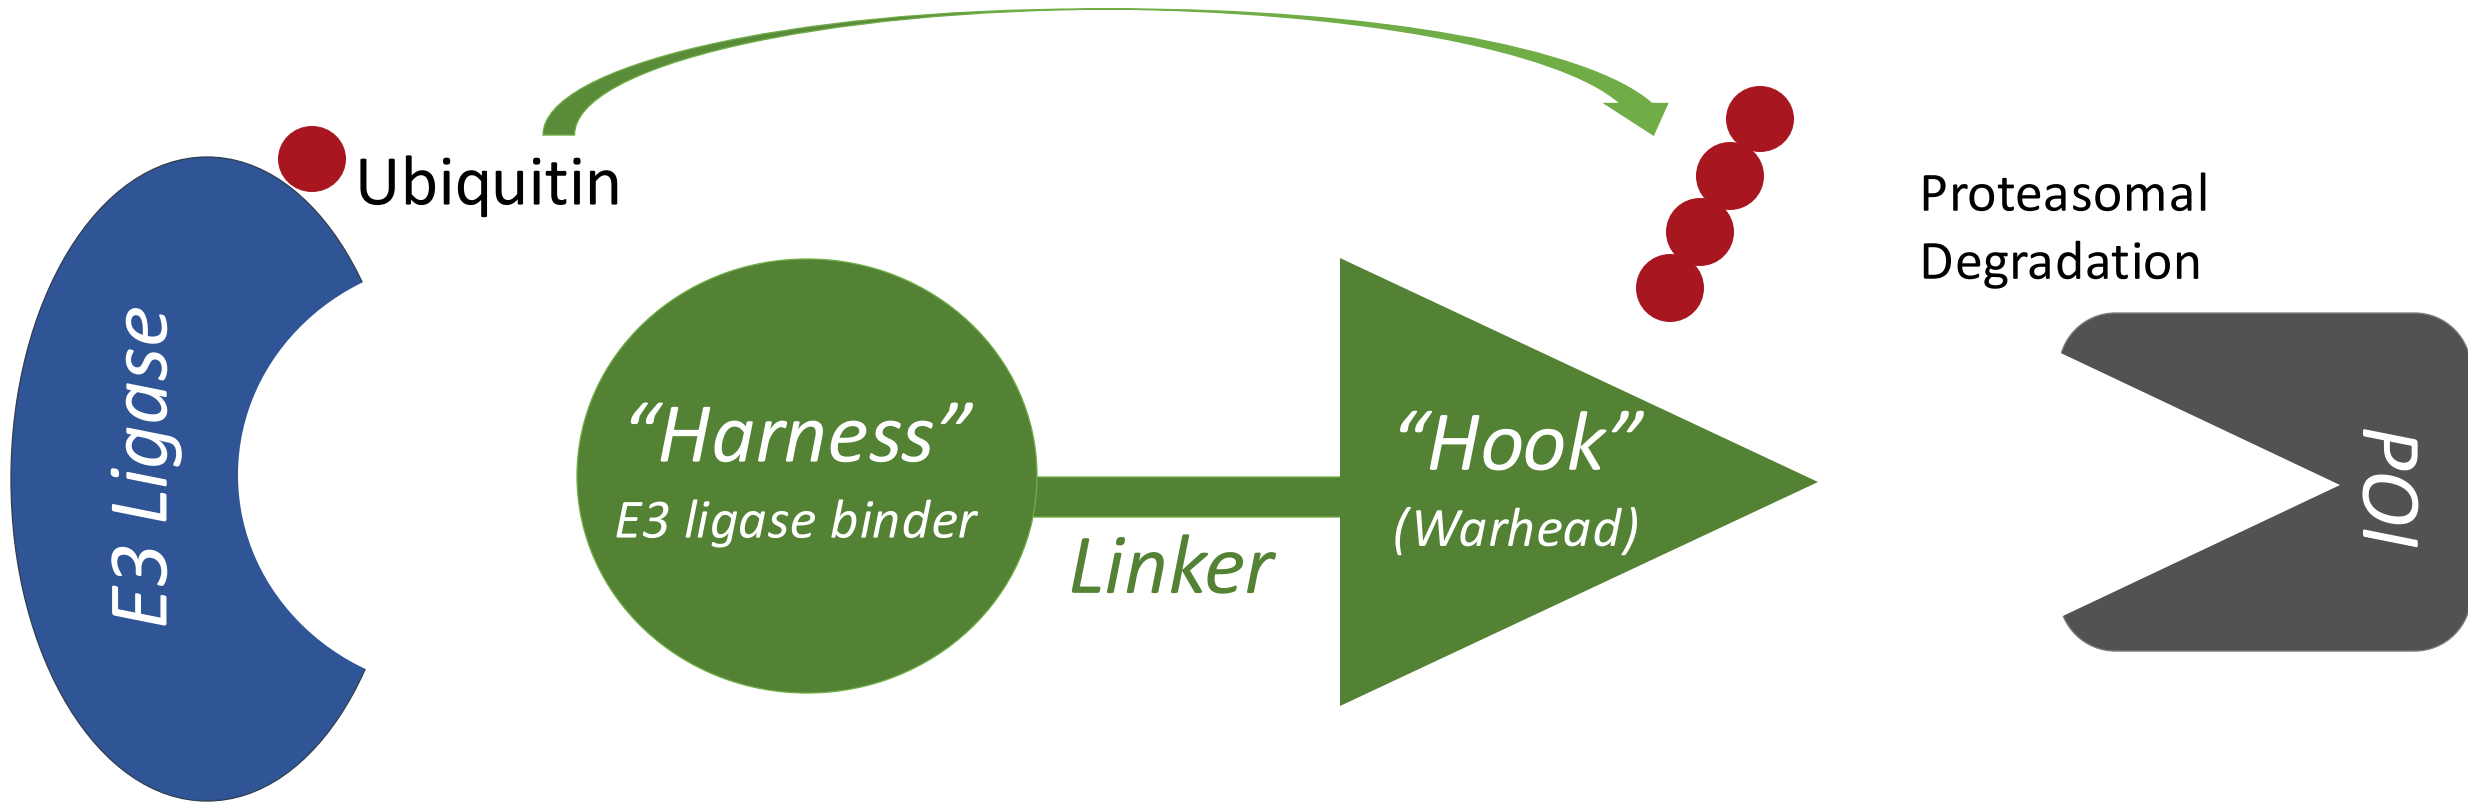 Ubiquitin
Proteasomal
Degradation
E3 Ligase
“Harness”
E3 ligase binder
Linker
“Hook”
(Warhead)
POI